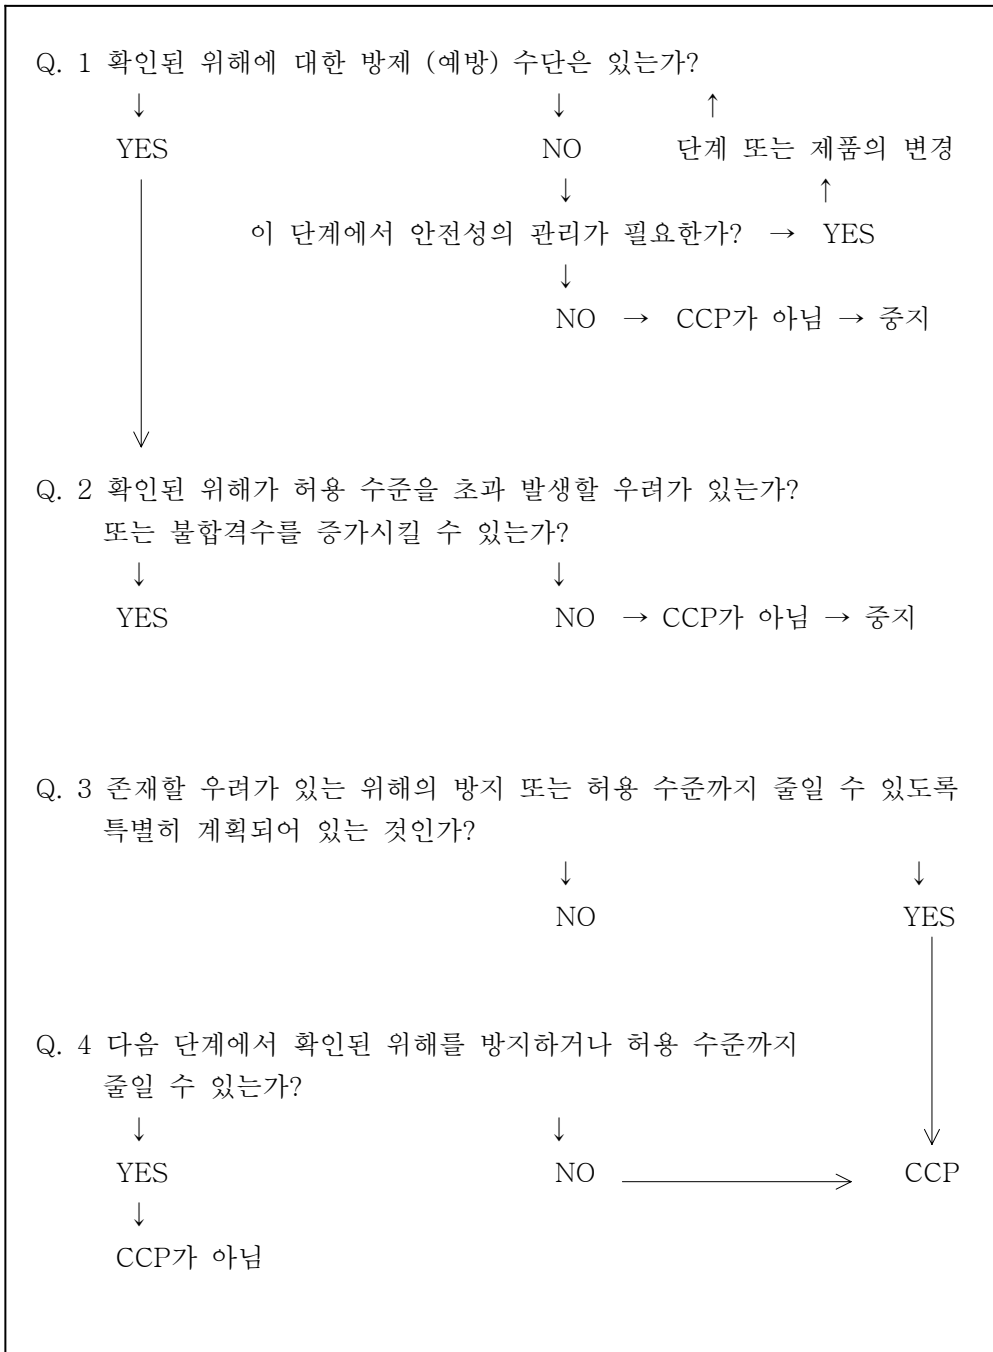 Q. 1 확인된 위해에 대한 방제 (예방) 수단은 있는가?
↓ ↓ ↑
YES NO 단계 또는 제품의 변경
↓ ↑
이 단계에서 안전성의 관리가 필요한가? → YES
↓
NO → CCP가 아님 → 중지
Q. 2 확인된 위해가 허용 수준을 초과 발생할 우려가 있는가?
또는 불합격수를 증가시킬 수 있는가?
↓ ↓
YES NO → CCP가 아님 → 중지
Q. 3 존재할 우려가 있는 위해의 방지 또는 허용 수준까지 줄일 수 있도록
특별히 계획되어 있는 것인가?
↓ ↓
NO YES
Q. 4 다음 단계에서 확인된 위해를 방지하거나 허용 수준까지
줄일 수 있는가?
↓ ↓
YES NO CCP
↓
CCP가 아님